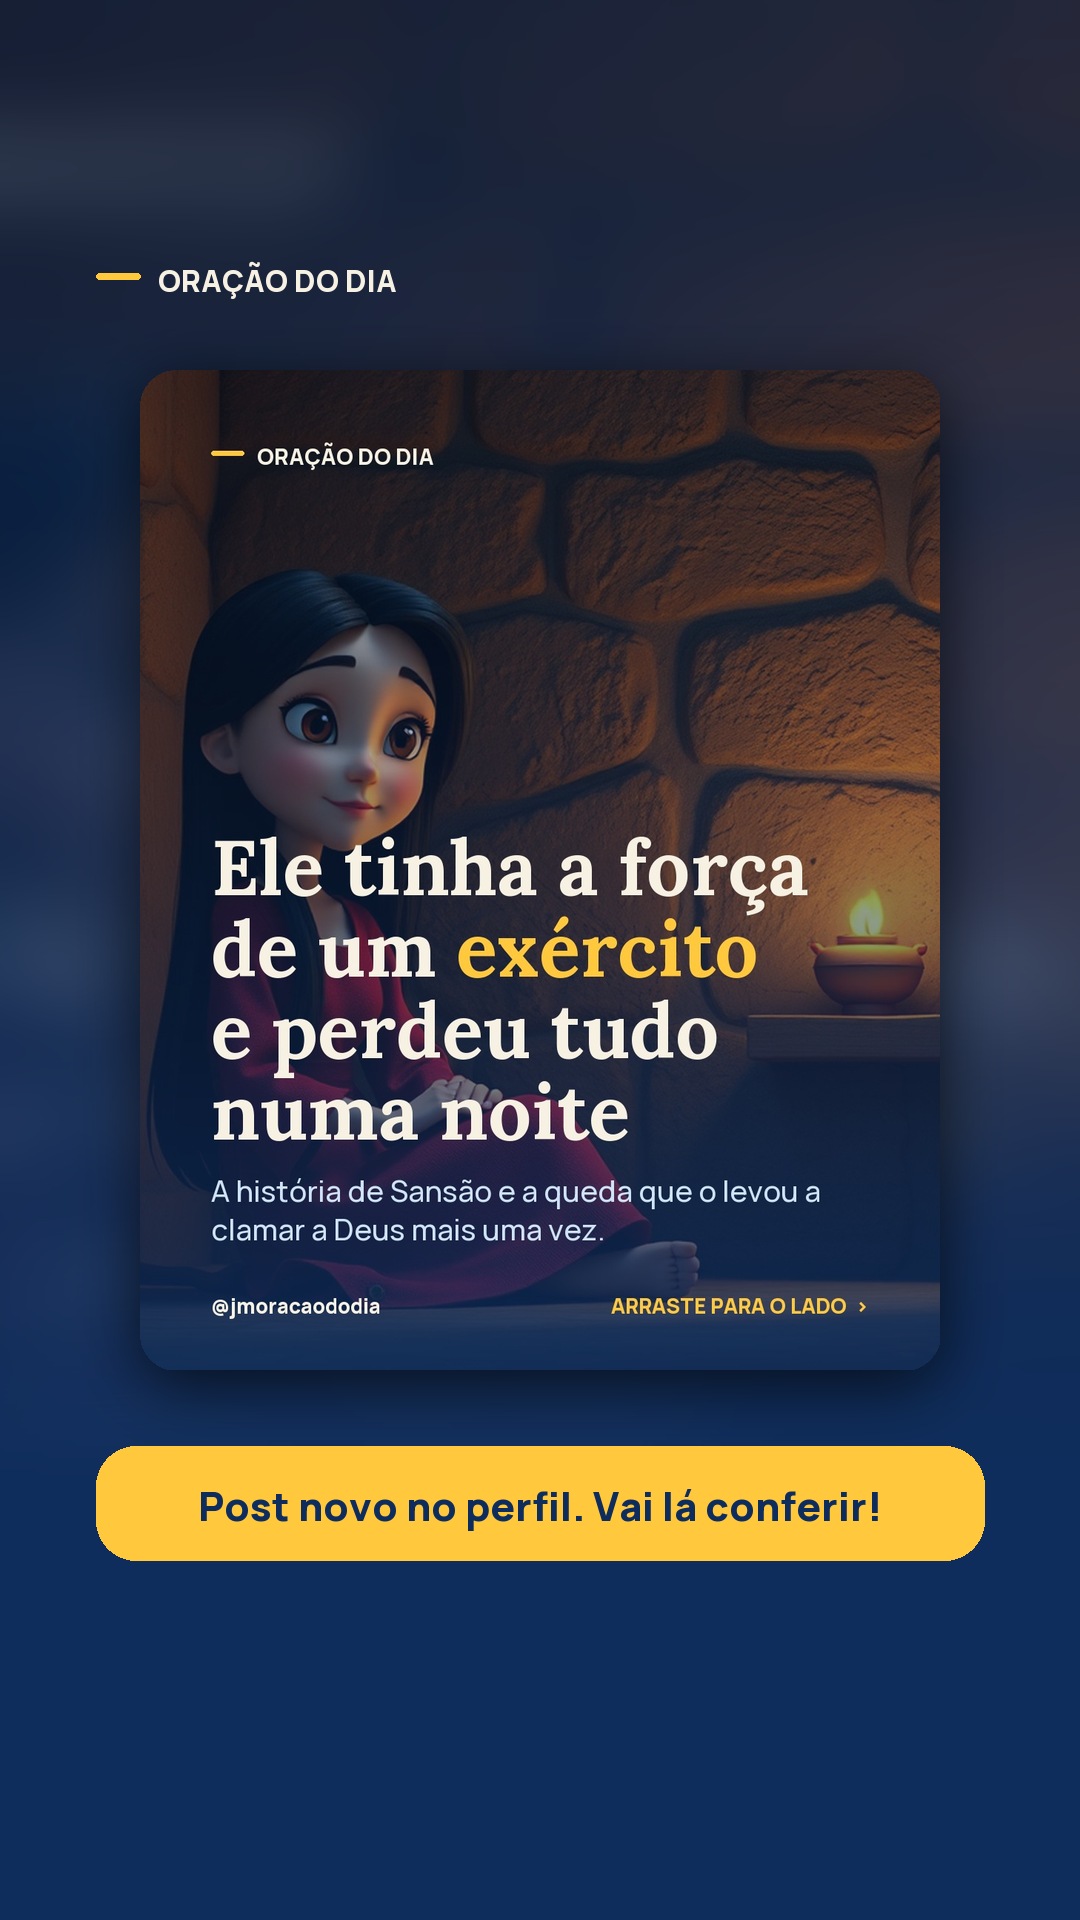 ORAÇÃO DO DIA
ORAÇÃO DO DIA
Ele tinha a força
de um exército
e perdeu tudo
numa noite
A história de Sansão e a queda que o levou a
clamar a Deus mais uma vez.
@jmoracaododia
ARRASTE PARA O LADO ›
Post novo no perfil. Vai lá conferir!